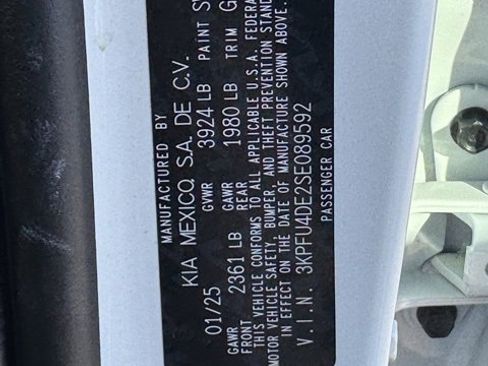 MANUFACTURED BY
KIA MEXICO, S.A. DE C.V.
01/25 GVWR 3924 LB PAINT
GAWR FRONT 2361 LB GAWR REAR 1980 LB TRIM
THIS VEHICLE CONFORMS TO ALL APPLICABLE U.S.A. FEDERA
MOTOR VEHICLE SAFETY, BUMPER, AND THEFT PREVENTION STAND
IN EFFECT ON THE DATE OF MANUFACTURE SHOWN ABOVE.
V.I.N. 3KPFU4DE2SE089592
PASSENGER CAR